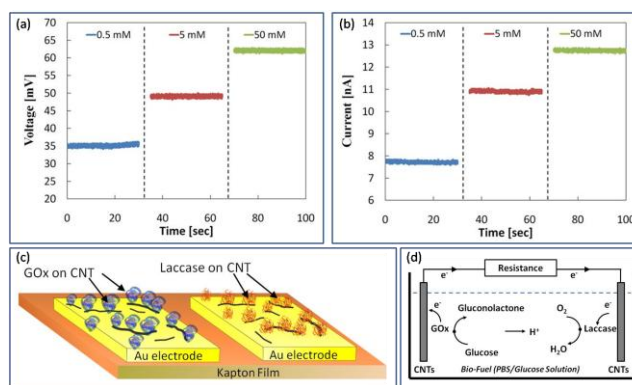 (a)
0.5 mM 5 mM 50 mM
Voltage [mV]
70
65
60
55
50
45
40
35
30
0 20 40 60 80 100
Time [sec]
(b)
0.5 mM 5 mM 50 mM
Current [nA]
14
13
12
11
10
9
8
7
6
0 20 40 60 80 100
Time [sec]
(c)
GOx on CNT
Laccase on CNT
Au electrode
Au electrode
Kapton Film
(d)
Resistance
e⁻ e⁻
e⁻ Gluconolactone O₂ e⁻
GOx H⁺ Laccase
Glucose H₂O
CNTs Bio-Fuel (PBS/Glucose Solution) CNTs